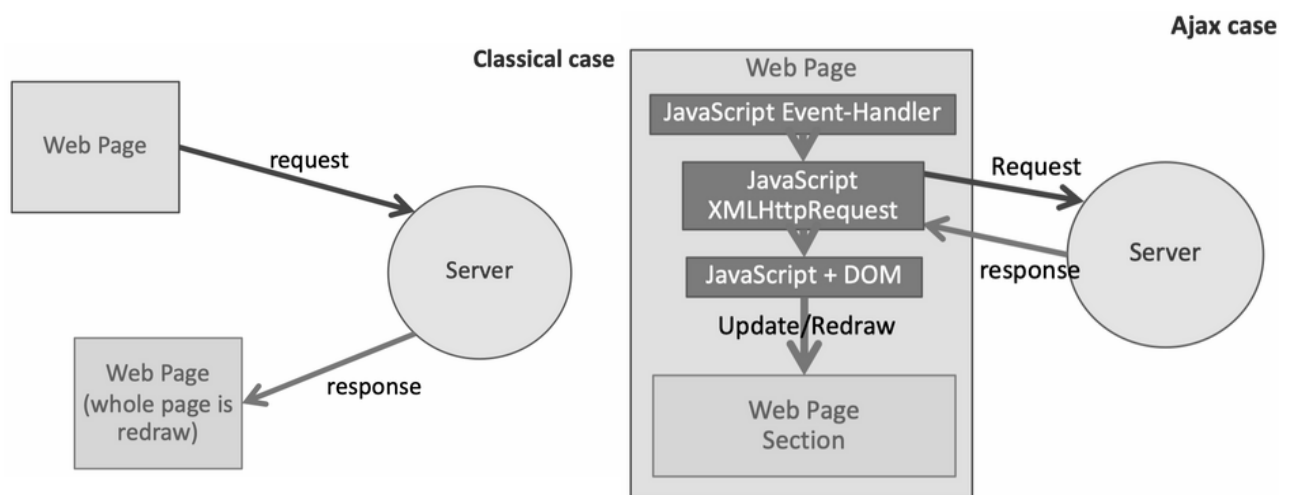 Classical case
Web Page
request
Server
response
Web Page
(whole page is
redraw)
Ajax case
Web Page
JavaScript Event-Handler
JavaScript
XMLHttpRequest
Request
response
Server
JavaScript + DOM
Update/Redraw
Web Page
Section